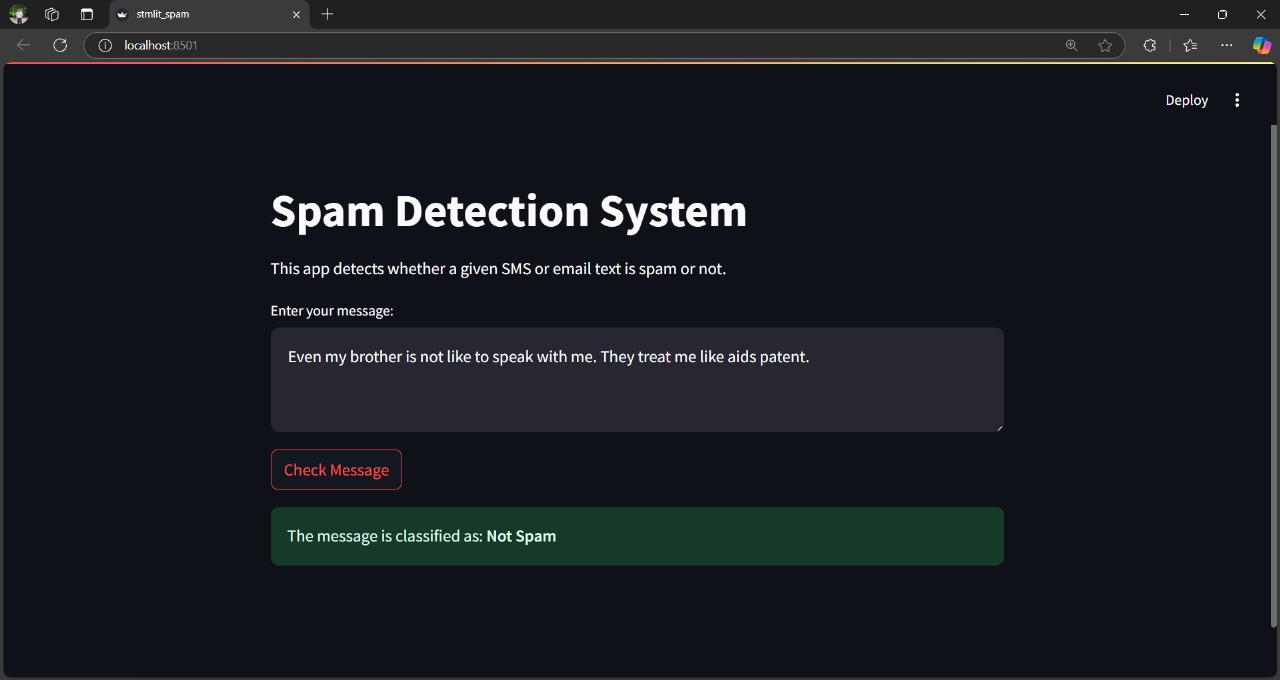 stmlit_spam
localhost:8501
Deploy
Spam Detection System
This app detects whether a given SMS or email text is spam or not.
Enter your message:
Even my brother is not like to speak with me. They treat me like aids patent.
Check Message
The message is classified as: Not Spam